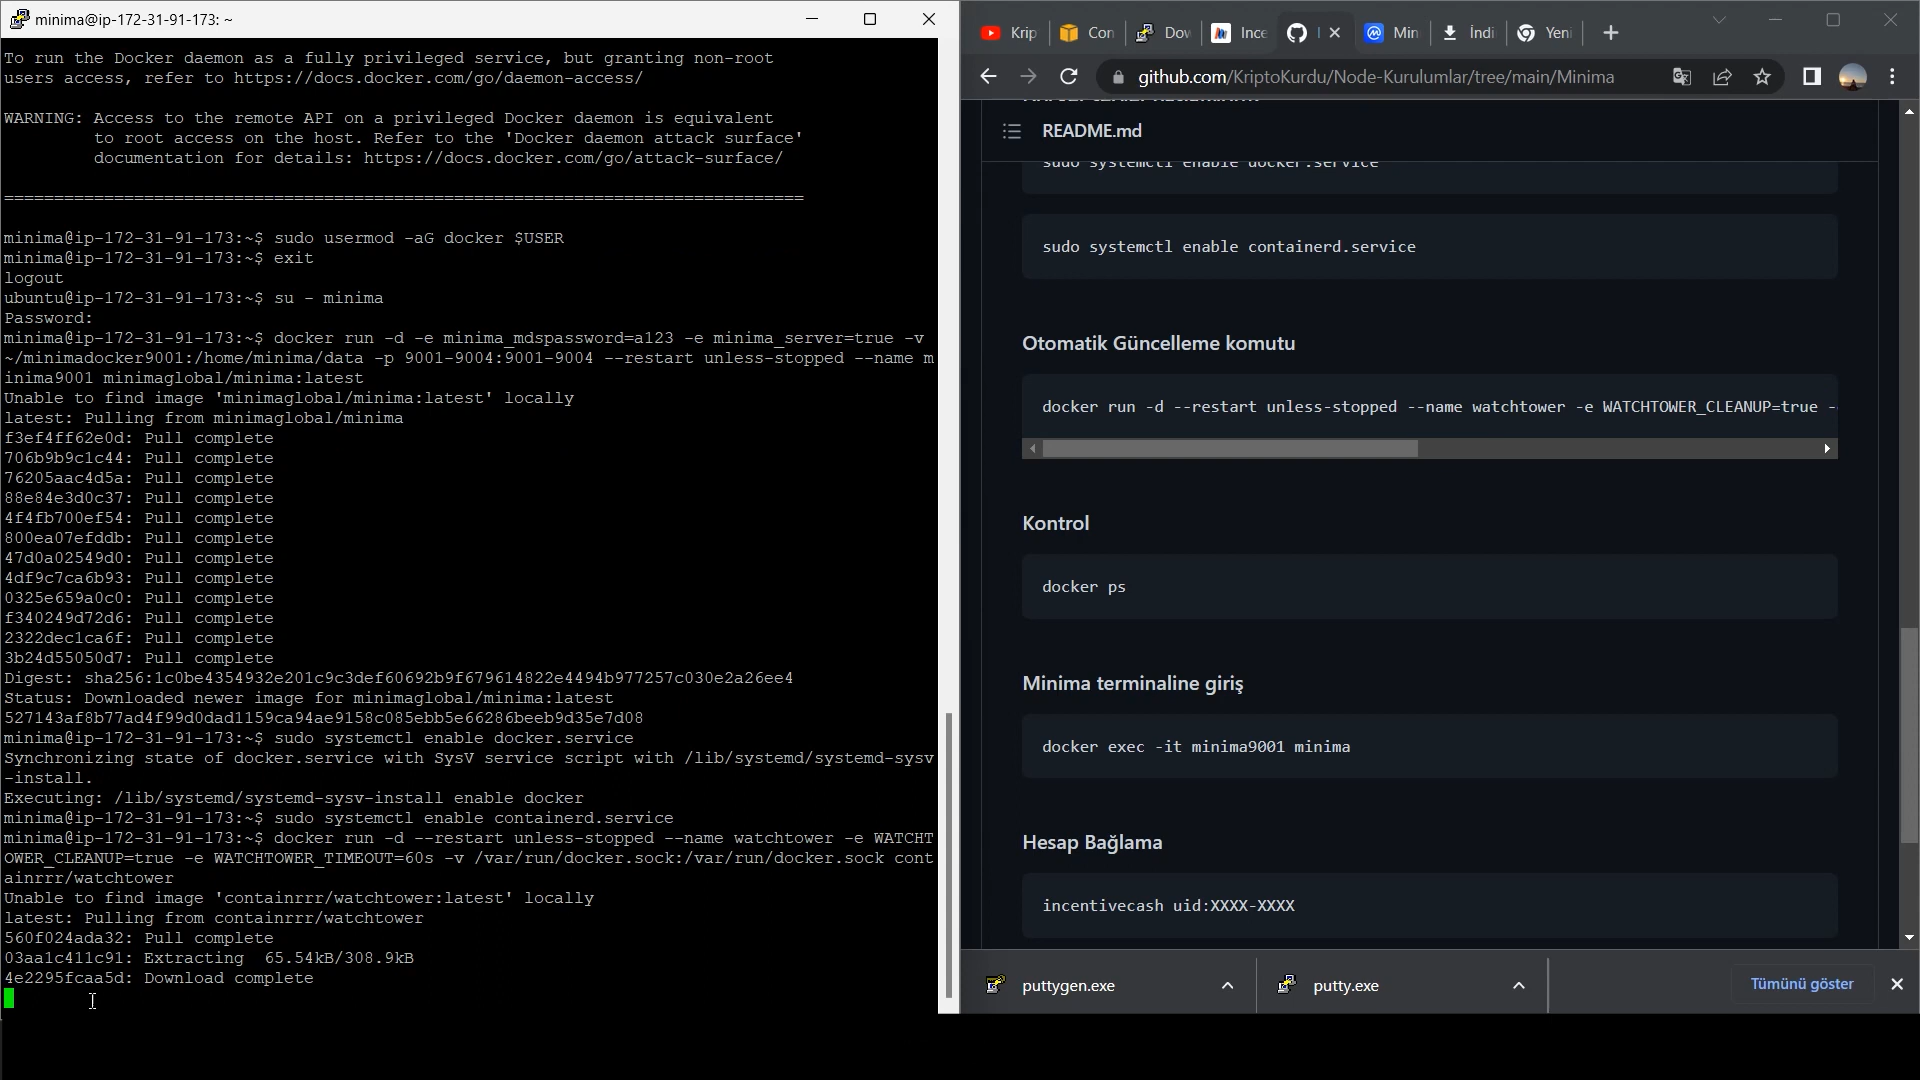 minima@ip-172-31-91-173: ~
To run the Docker daemon as a fully privileged service, but granting non-root
users access, refer to https://docs.docker.com/go/daemon-access/
WARNING: Access to the remote API on a privileged Docker daemon is equivalent
to root access on the host. Refer to the 'Docker daemon attack surface'
documentation for details: https://docs.docker.com/go/attack-surface/
================================================================================
minima@ip-172-31-91-173:~$ sudo usermod -aG docker $USER
minima@ip-172-31-91-173:~$ exit
logout
ubuntu@ip-172-31-91-173:~$ su - minima
Password:
minima@ip-172-31-91-173:~$ docker run -d -e minima_mdspassword=a123 -e minima_server=true -v
~/minimadocker9001:/home/minima/data -p 9001-9004:9001-9004 --restart unless-stopped --name m
inima9001 minimaglobal/minima:latest
Unable to find image 'minimaglobal/minima:latest' locally
latest: Pulling from minimaglobal/minima
f3ef4ff62e0d: Pull complete
706b9b9c1c44: Pull complete
76205aac4d5a: Pull complete
88e84e3d0c37: Pull complete
4f4fb700ef54: Pull complete
800ea07efddb: Pull complete
47d0a02549d0: Pull complete
4df9c7ca6b93: Pull complete
0325e659a0c0: Pull complete
f340249d72d6: Pull complete
2322dec1ca6f: Pull complete
3b24d55050d7: Pull complete
Digest: sha256:1c0be4354932e201c9c3def60692b9f679614822e4494b977257c030e2a26ee4
Status: Downloaded newer image for minimaglobal/minima:latest
527143af8b77ad4f99d0dad1159ca94ae9158c085ebb5e66286beeb9d35e7d08
minima@ip-172-31-91-173:~$ sudo systemctl enable docker.service
Synchronizing state of docker.service with SysV service script with /lib/systemd/systemd-sysv
-install.
Executing: /lib/systemd/systemd-sysv-install enable docker
minima@ip-172-31-91-173:~$ sudo systemctl enable containerd.service
minima@ip-172-31-91-173:~$ docker run -d --restart unless-stopped --name watchtower -e WATCHT
OWER_CLEANUP=true -e WATCHTOWER_TIMEOUT=60s -v /var/run/docker.sock:/var/run/docker.sock cont
ainrrr/watchtower
Unable to find image 'containrrr/watchtower:latest' locally
latest: Pulling from containrrr/watchtower
560f024ada32: Pull complete
03aa1c411c91: Extracting  65.54kB/308.9kB
4e2295fcaa5d: Download complete
Krip
Con
Dov
Ince
Min
İndi
Yeni
github.com/KriptoKurdu/Node-Kurulumlar/tree/main/Minima
README.md
sudo systemctl enable docker.service
sudo systemctl enable containerd.service
Otomatik Güncelleme komutu
docker run -d --restart unless-stopped --name watchtower -e WATCHTOWER_CLEANUP=true -
Kontrol
docker ps
Minima terminaline giriş
docker exec -it minima9001 minima
Hesap Bağlama
incentivecash uid:XXXX-XXXX
puttygen.exe
putty.exe
Tümünü göster